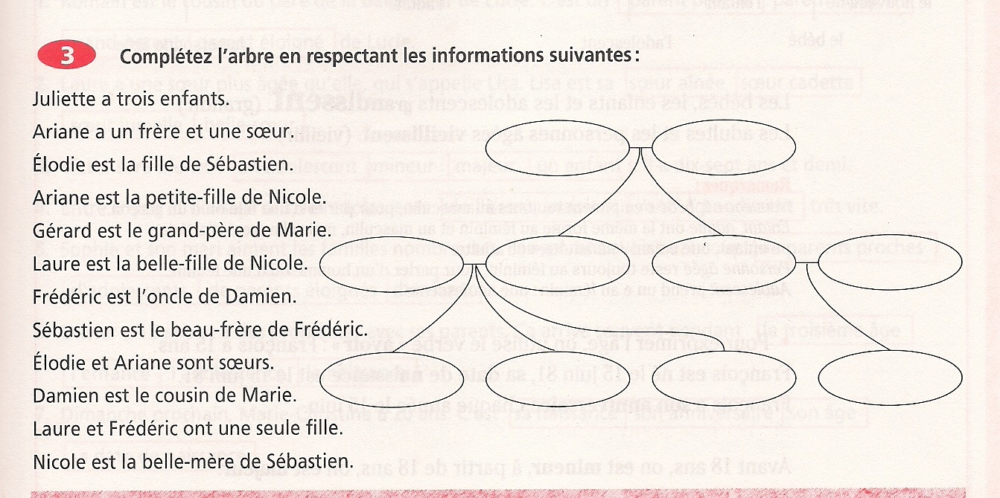 3 Complétez l'arbre en respectant les informations suivantes :
Juliette a trois enfants.
Ariane a un frère et une sœur.
Élodie est la fille de Sébastien.
Ariane est la petite-fille de Nicole.
Gérard est le grand-père de Marie.
Laure est la belle-fille de Nicole.
Frédéric est l'oncle de Damien.
Sébastien est le beau-frère de Frédéric.
Élodie et Ariane sont sœurs.
Damien est le cousin de Marie.
Laure et Frédéric ont une seule fille.
Nicole est la belle-mère de Sébastien.